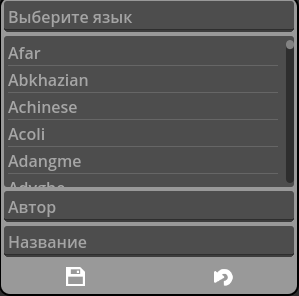 Выберите язык
Afar
Abkhazian
Achinese
Acoli
Adangme
Автор
Название